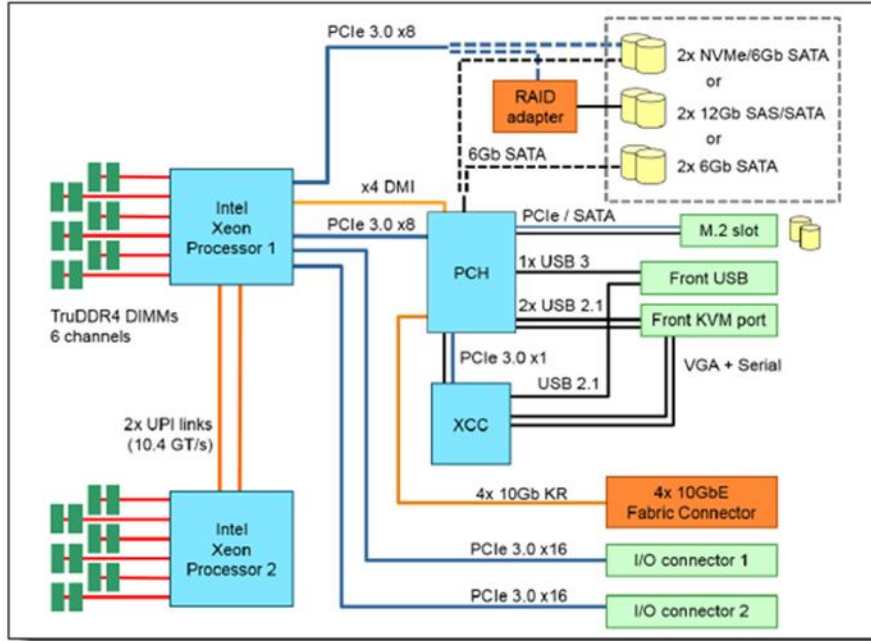 PCIe 3.0 x8
2x NVMe/6Gb SATA
or
RAID
adapter
2x 12Gb SAS/SATA
or
6Gb SATA
2x 6Gb SATA
x4 DMI
Intel
Xeon
Processor 1
PCIe 3.0 x8
PCIe / SATA
M.2 slot
PCH
1x USB 3
Front USB
TruDDR4 DIMMs
6 channels
2x USB 2.1
Front KVM port
PCIe 3.0 x1
VGA + Serial
USB 2.1
XCC
2x UPI links
(10.4 GT/s)
4x 10Gb KR
4x 10GbE
Fabric Connector
Intel
Xeon
Processor 2
PCIe 3.0 x16
I/O connector 1
PCIe 3.0 x16
I/O connector 2